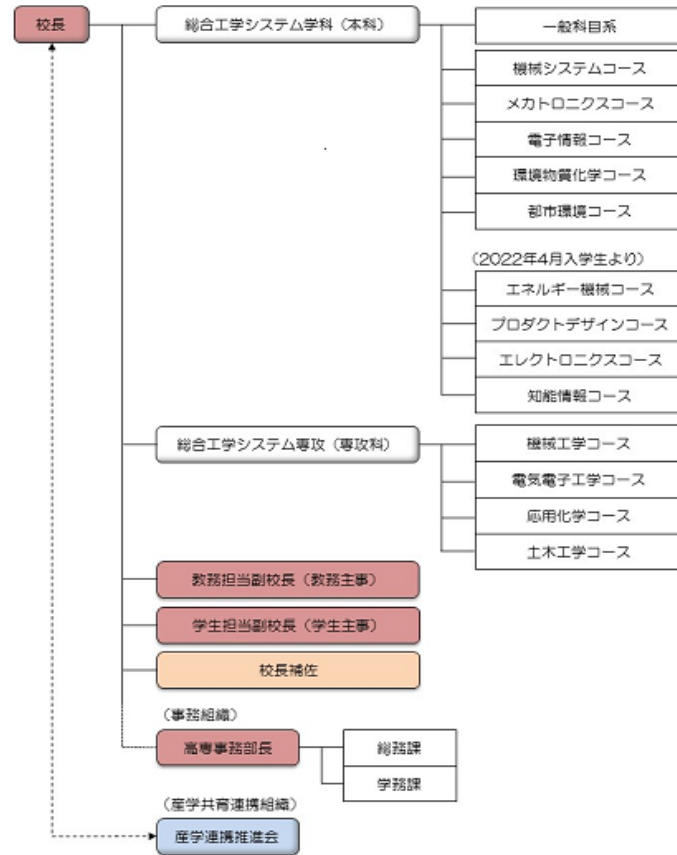 校長
総合工学システム学科（本科）
一般科目系
機械システムコース
メカトロニクスコース
電子情報コース
環境物質化学コース
都市環境コース
（2022年4月入学生より）
エネルギー機械コース
プロダクトデザインコース
エレクトロニクスコース
知能情報コース
総合工学システム専攻（専攻科）
機械工学コース
電気電子工学コース
応用化学コース
土木工学コース
教務担当副校長（教務主事）
学生担当副校長（学生主事）
校長補佐
（事務組織）
高専事務部長
総務課
学務課
（産学共育連携組織）
産学連携推進会